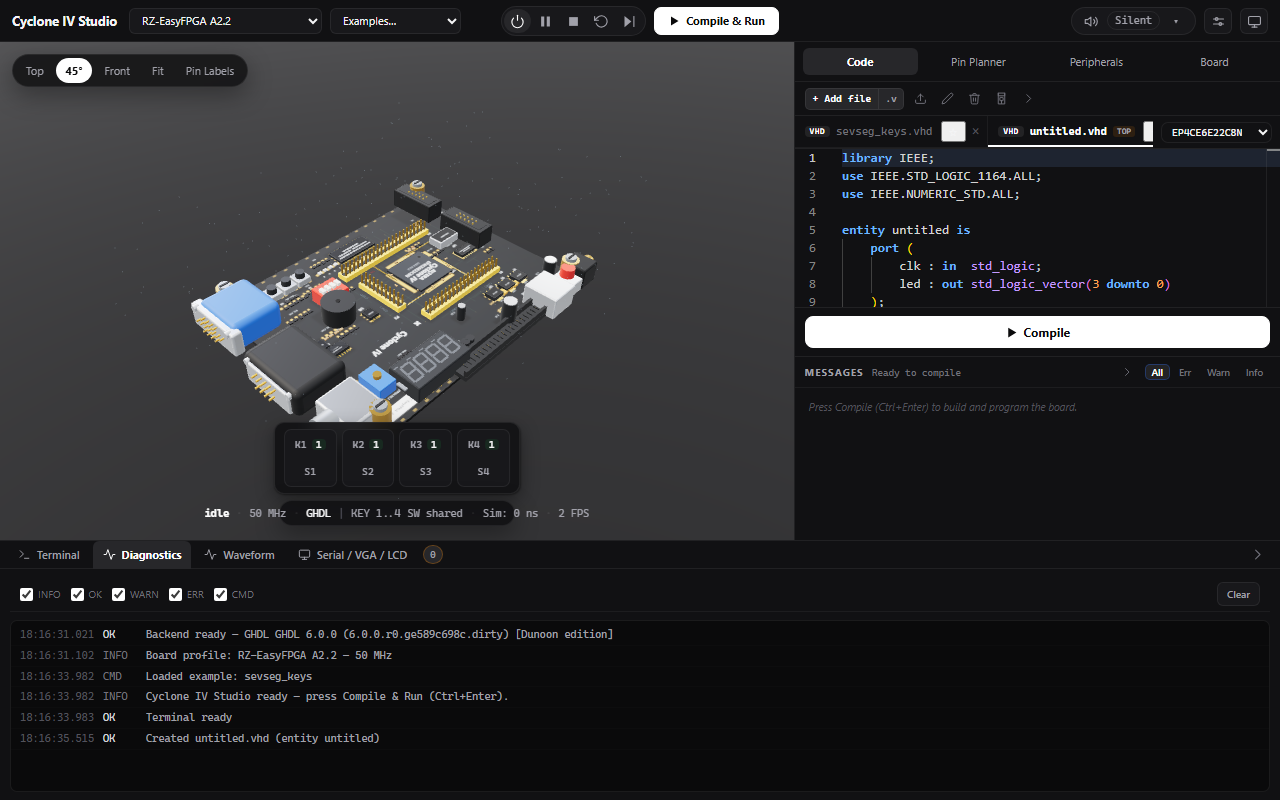 Cyclone IV Studio RZ-EasyFPGA A2.2 Examples... Compile & Run Silent
Top 45° Front Fit Pin Labels
Code Pin Planner Peripherals Board
+ Add file .v
VHD sevseg_keys.vhd × VHD untitled.vhd TOP EP4CE6E22C8N
1 library IEEE;
2 use IEEE.STD_LOGIC_1164.ALL;
3 use IEEE.NUMERIC_STD.ALL;
4
5 entity untitled is
6 port (
7 clk : in std_logic;
8 led : out std_logic_vector(3 downto 0)
9 );
Compile
MESSAGES Ready to compile All Err Warn Info
Press Compile (Ctrl+Enter) to build and program the board.
Cyclone IV
K1 1 K2 1 K3 1 K4 1
S1 S2 S3 S4
idle · 50 MHz · GHDL | KEY 1..4 SW shared · Sim: 0 ns · 2 FPS
Terminal Diagnostics Waveform Serial / VGA / LCD 0
INFO OK WARN ERR CMD Clear
18:16:31.021 OK Backend ready — GHDL GHDL 6.0.0 (6.0.0.r0.ge589c698c.dirty) [Dunoon edition]
18:16:31.102 INFO Board profile: RZ-EasyFPGA A2.2 — 50 MHz
18:16:33.982 CMD Loaded example: sevseg_keys
18:16:33.982 INFO Cyclone IV Studio ready — press Compile & Run (Ctrl+Enter).
18:16:33.983 OK Terminal ready
18:16:35.515 OK Created untitled.vhd (entity untitled)